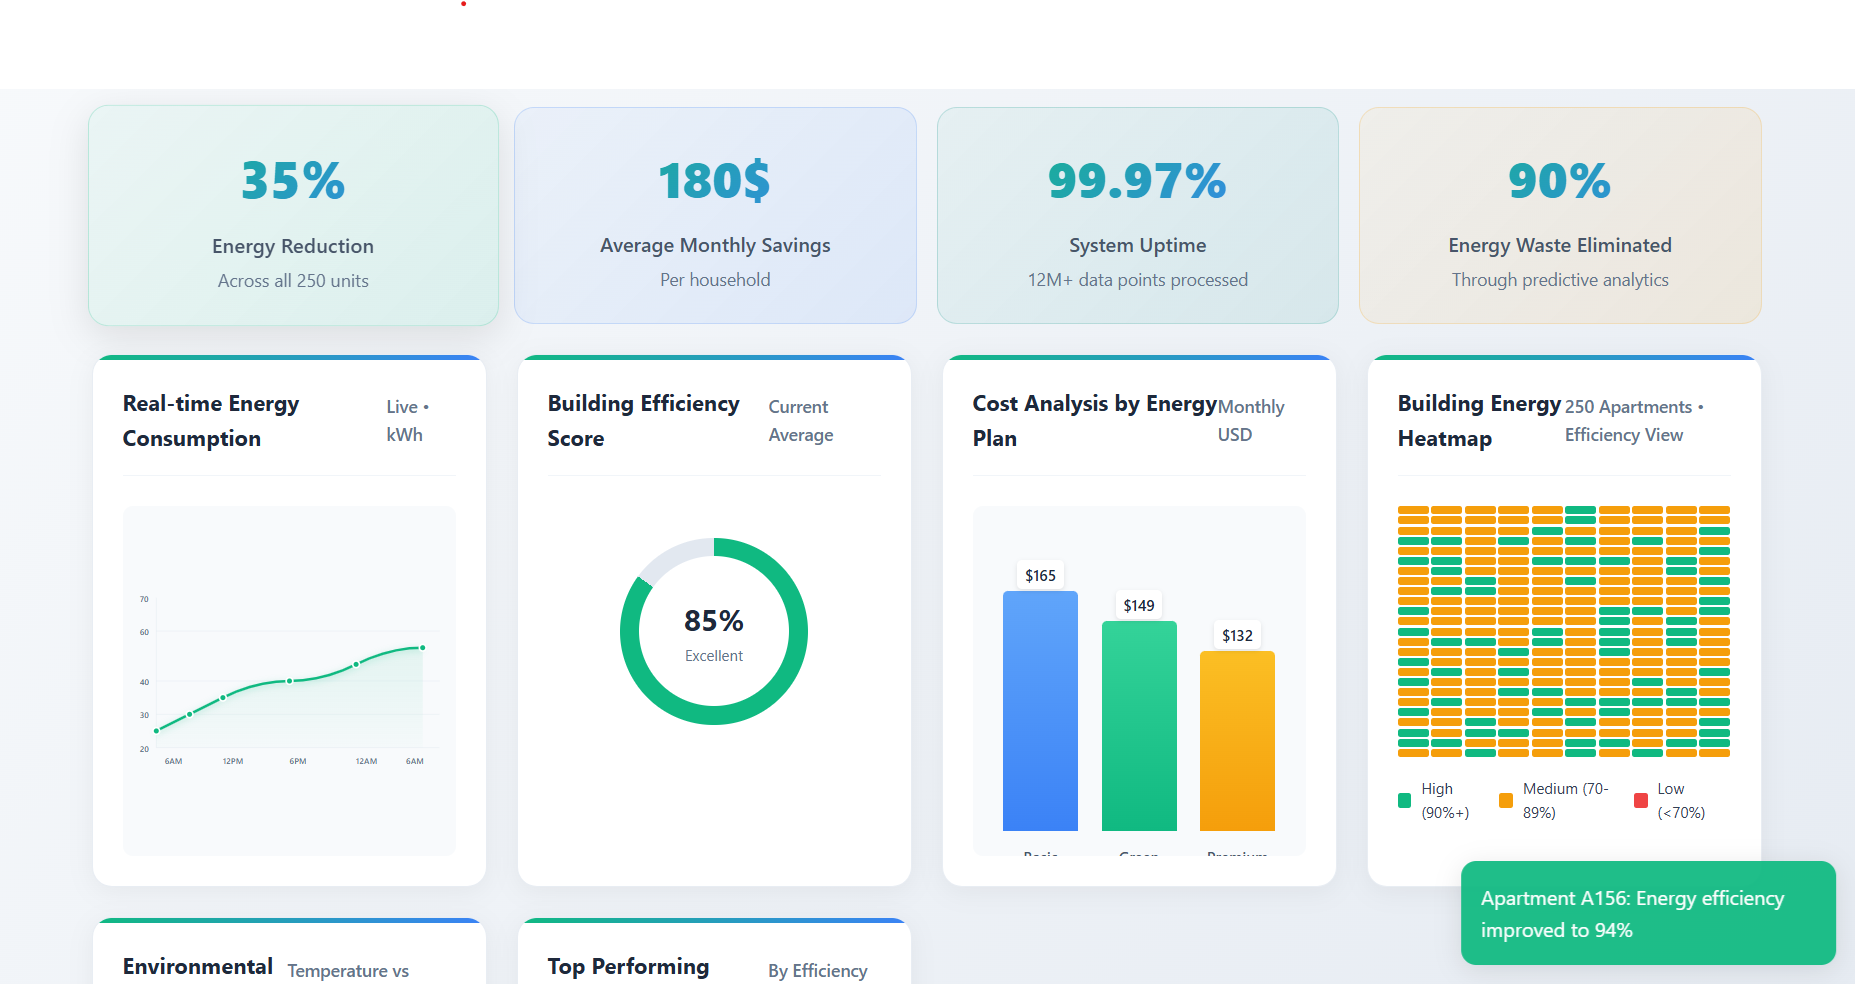 35%
Energy Reduction
Across all 250 units
180$
Average Monthly Savings
Per household
99.97%
System Uptime
12M+ data points processed
90%
Energy Waste Eliminated
Through predictive analytics
Real-time Energy
Consumption
Live •
kWh
70
60
40
30
20
6AM
12PM
6PM
12AM
6AM
Building Efficiency
Score
Current
Average
85%
Excellent
Cost Analysis by Energy
Plan
Monthly
USD
$165
$149
$132
Basic
Green
Premium
Building Energy
Heatmap
250 Apartments •
Efficiency View
High
(90%+)
Medium (70-
89%)
Low
(<70%)
Apartment A156: Energy efficiency
improved to 94%
Environmental
Temperature vs
Top Performing
By Efficiency